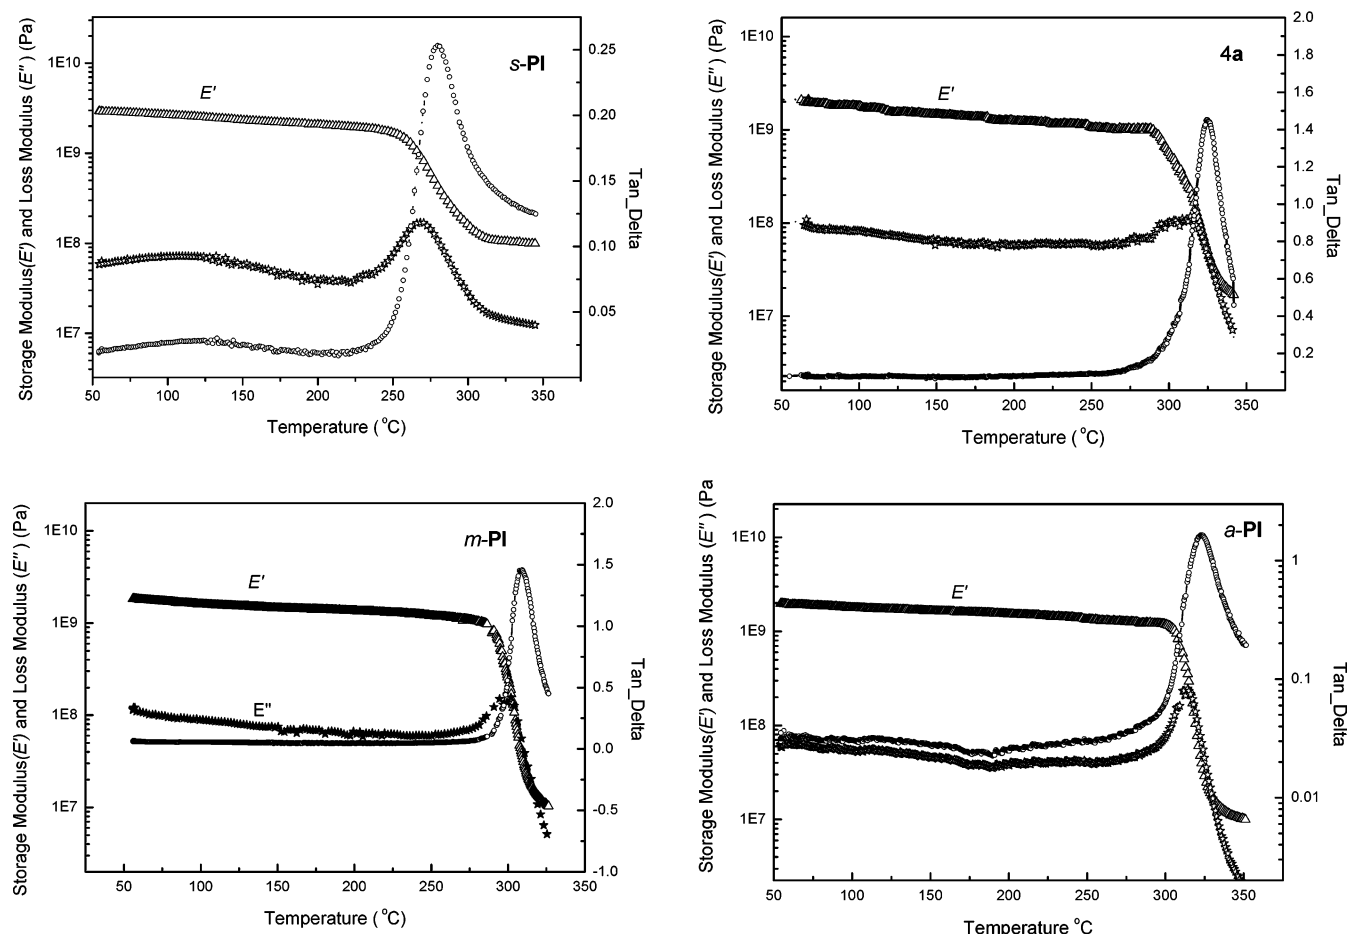 Storage Modulus(E') and Loss Modulus (E'') (Pa)
1E10
1E9
1E8
1E7
s-PI
E'
0.25
0.20
0.15
0.10
0.05
Tan_Delta
50 100 150 200 250 300 350
Temperature ( °C)
Storage Modulus(E') and Loss Modulus (E'') (Pa)
1E10
1E9
1E8
1E7
4a
E'
2.0
1.8
1.6
1.4
1.2
1.0
0.8
0.6
0.4
0.2
Tan_Delta
50 100 150 200 250 300 350
Temperature ( °C)
Storage Modulus(E') and Loss Modulus (E'') (Pa)
1E10
1E9
1E8
1E7
m-PI
E'
E"
2.0
1.5
1.0
0.5
0.0
-0.5
-1.0
Tan_Delta
50 100 150 200 250 300 350
Temperature ( °C)
Storage Modulus(E') and Loss Modulus (E'') (Pa
1E10
1E9
1E8
1E7
a-PI
E'
1
0.1
0.01
Tan_Delta
50 100 150 200 250 300 350
Temperature °C